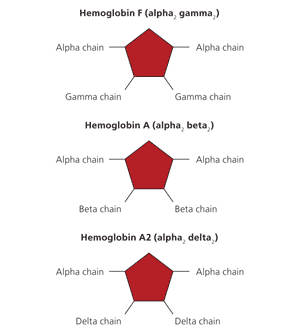 Hemoglobin F (alpha₂ gamma₂)
Alpha chain Alpha chain
Gamma chain Gamma chain
Hemoglobin A (alpha₂ beta₂)
Alpha chain Alpha chain
Beta chain Beta chain
Hemoglobin A2 (alpha₂ delta₂)
Alpha chain Alpha chain
Delta chain Delta chain